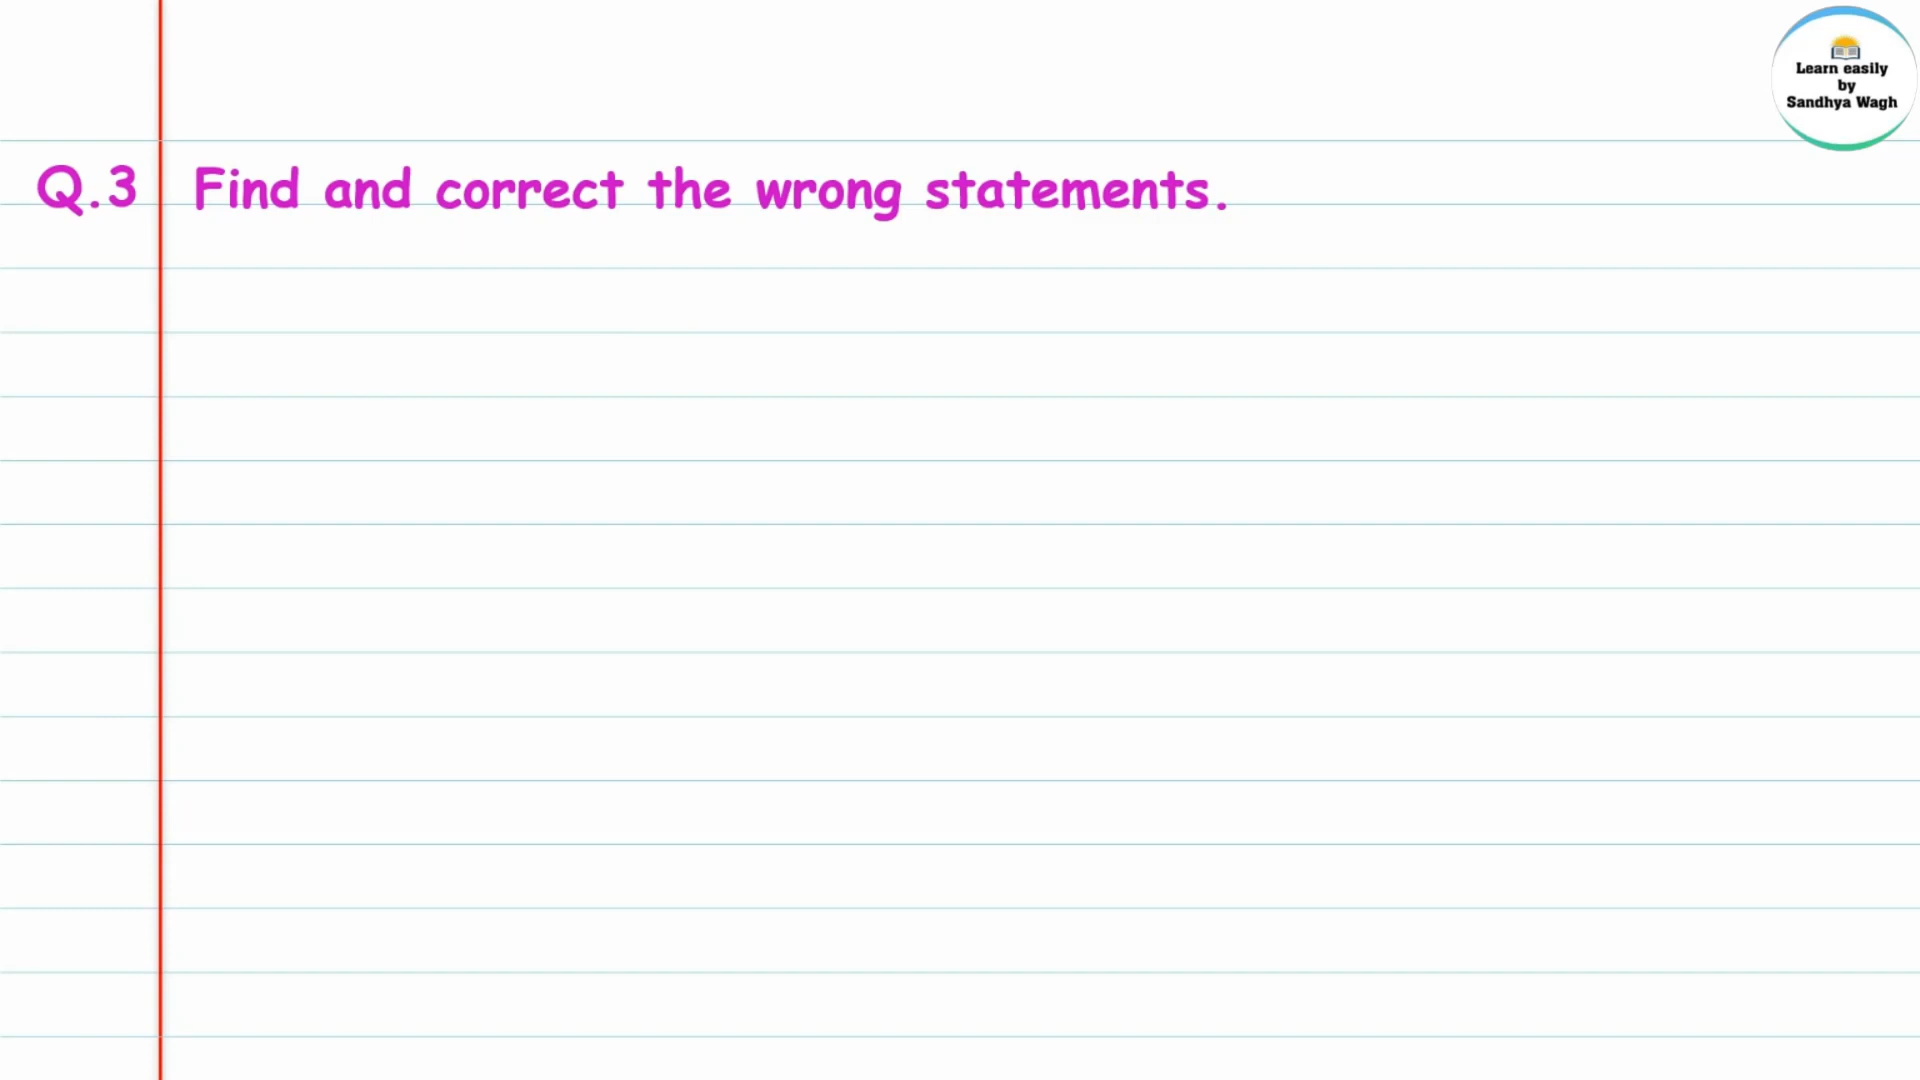 Learn easily
by
Sandhya Wagh
Q.3 Find and correct the wrong statements.